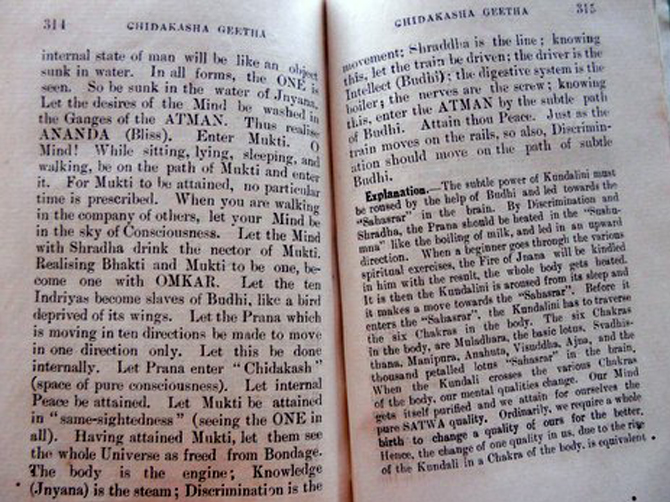 314 CHIDAKASHA GEETHA
internal state of man will be like an object
sunk in water. In all forms, the ONE is
seen. So be sunk in the water of Jnyana.
Let the desires of the Mind be washed in
the Ganges of the ATMAN. Thus realise
ANANDA (Bliss). Enter Mukti. O
Mind! While sitting, lying, sleeping, and
walking, be on the path of Mukti and enter
it. For Mukti to be attained, no particular
time is prescribed. When you are walking
in the company of others, let your Mind be
in the sky of Consciousness. Let the Mind
with Shradha drink the nector of Mukti.
Realising Bhakti and Mukti to be one, be-
come one with OMKAR. Let the ten
Indriyas become slaves of Budhi, like a bird
deprived of its wings. Let the Prana which
is moving in ten directions be made to move
in one direction only. Let this be done
internally. Let Prana enter "Chidakash"
(space of pure consciousness). Let internal
Peace be attained. Let Mukti be attained
in "same-sightedness" (seeing the ONE in
all). Having attained Mukti, let them see
the whole Universe as freed from Bondage.
The body is the engine; Knowledge
(Jnyana) is the steam; Discrimination is the
CHIDAKASHA GEETHA 315
movement; Shraddha is the line; knowing
this, let the train be driven; the driver is the
Intellect (Budhi); the digestive system is the
boiler; the nerves are the screw; knowing
this, enter the ATMAN by the subtle path
of Budhi. Attain thou Peace. Just as the
train moves on the rails, so also, Discrimin-
ation should move on the path of subtle
Budhi.
Explanation.—The subtle power of Kundalini must
be roused by the help of Budhi and led towards the
"Sahasrar" in the brain. By Discrimination and
Shradha, the Prana should be heated in the "Sushu-
mna" like the boiling of milk, and led in an upward
direction. When a beginner goes through the various
spiritual exercises, the Fire of Jnana will be kindled
in him with the result, the whole body gets heated.
It is then the Kundalini is aroused from its sleep and
it makes a move towards the "Sahasrar". Before it
enters the "Sahasrar", the Kundalini has to traverse
the six Chakras in the body. The six Chakras
in the body, are Muladhara, the basic lotus, Svadhis-
thana, Manipura, Anahuta, Visuddha, Ajna, and the
thousand petalled lotus "Sahasrar" in the brain.
When the Kundali crosses the various Chakras
of the body, our mental qualities change. Our Mind
gets itself purified and we attain for ourselves the
pure SATWA quality. Ordinarily, we require a whole
birth to change a quality of ours for the better.
Hence, the change of one quality in us, due to the rise
of the Kundali in a Chakra of the body, is equivalent